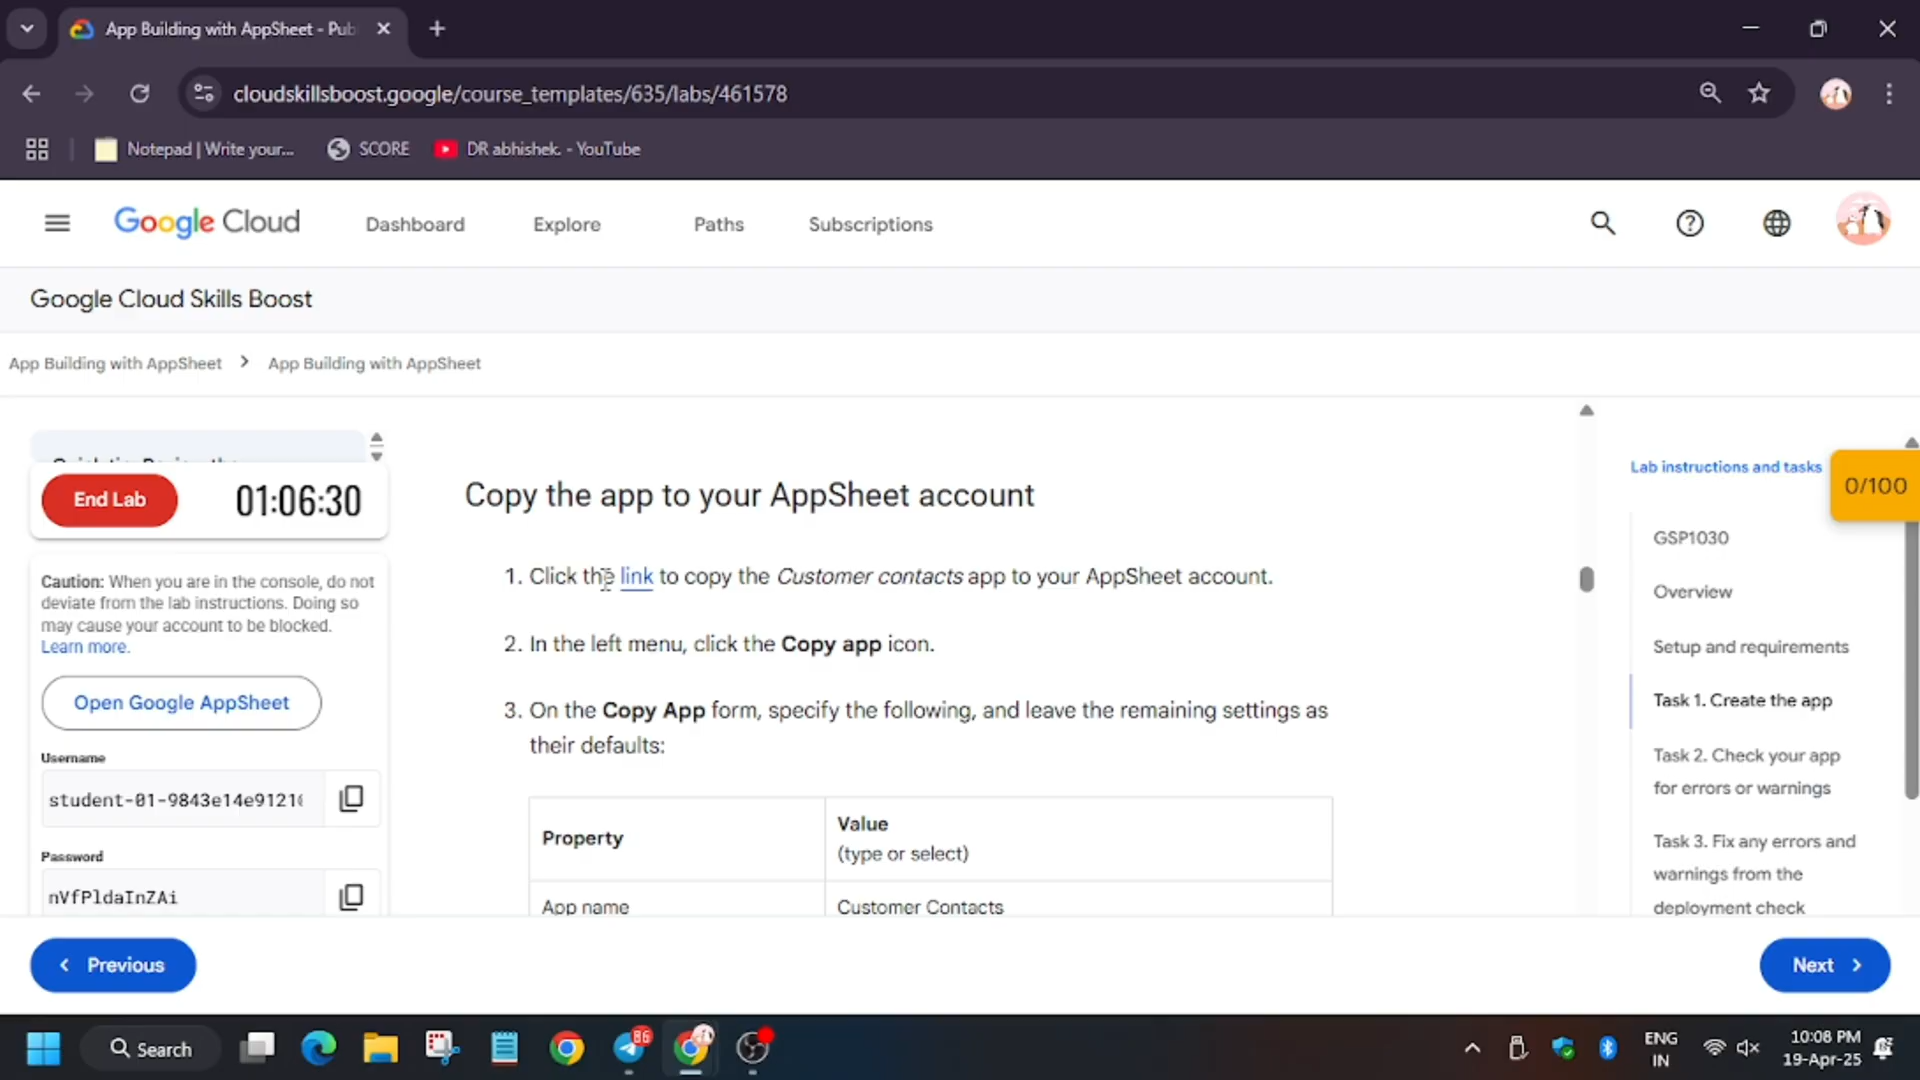 App Building with AppSheet - Pub
cloudskillsboost.google/course_templates/635/labs/461578
Notepad | Write your...
SCORE
DR abhishek. - YouTube
Google Cloud
Dashboard
Explore
Paths
Subscriptions
Google Cloud Skills Boost
App Building with AppSheet
App Building with AppSheet
End Lab
01:06:30
Caution: When you are in the console, do not
deviate from the lab instructions. Doing so
may cause your account to be blocked.
Learn more.
Open Google AppSheet
Username
student-01-9843e14e9121
Password
nVfPldaInZAi
Copy the app to your AppSheet account
1. Click the link to copy the Customer contacts app to your AppSheet account.
2. In the left menu, click the Copy app icon.
3. On the Copy App form, specify the following, and leave the remaining settings as
their defaults:
Property
Value
(type or select)
App name
Customer Contacts
Lab instructions and tasks
0/100
GSP1030
Overview
Setup and requirements
Task 1. Create the app
Task 2. Check your app
for errors or warnings
Task 3. Fix any errors and
warnings from the
deployment check
Previous
Next
Search
86
ENG
IN
10:08 PM
19-Apr-25